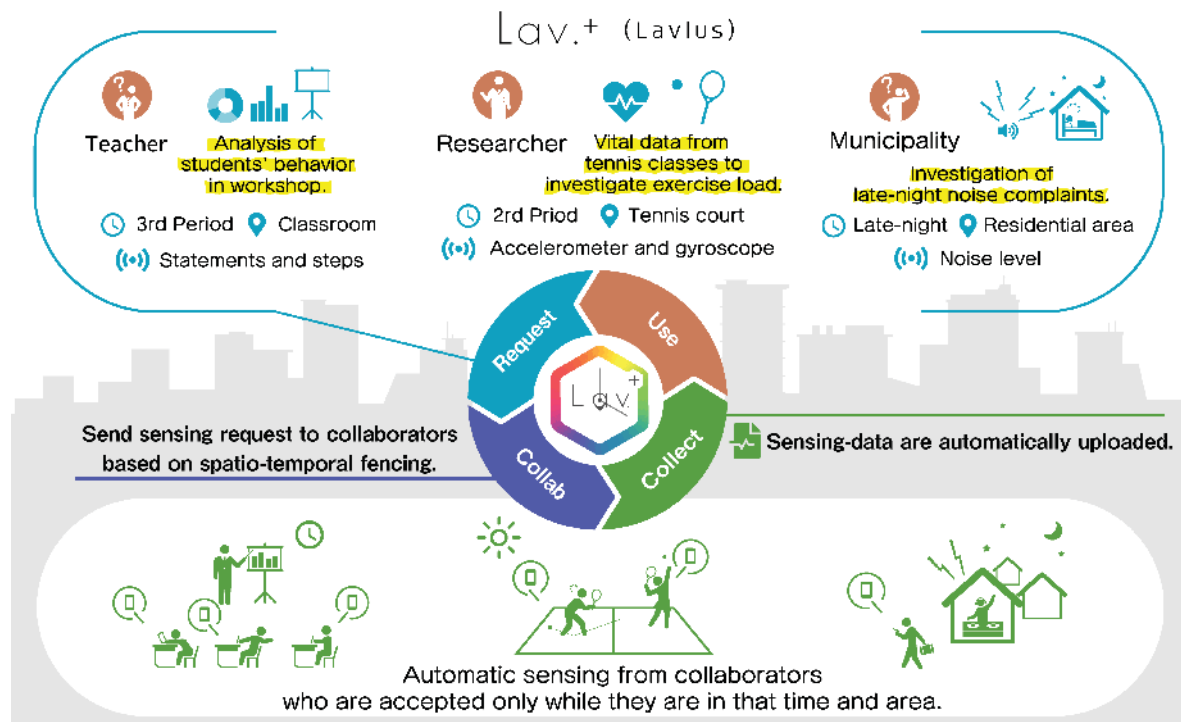 Lav.+ (Lavlus)
Teacher
Analysis of
students' behavior
in workshop.
3rd Period
Classroom
Statements and steps
Researcher
Vital data from
tennis classes to
investigate exercise load.
2rd Priod
Tennis court
Accelerometer and gyroscope
Municipality
Investigation of
late-night noise complaints.
Late-night
Residential area
Noise level
Request
Use
Collab
Collect
Lav.+
Send sensing request to collaborators
based on spatio-temporal fencing.
Sensing-data are automatically uploaded.
Automatic sensing from collaborators
who are accepted only while they are in that time and area.